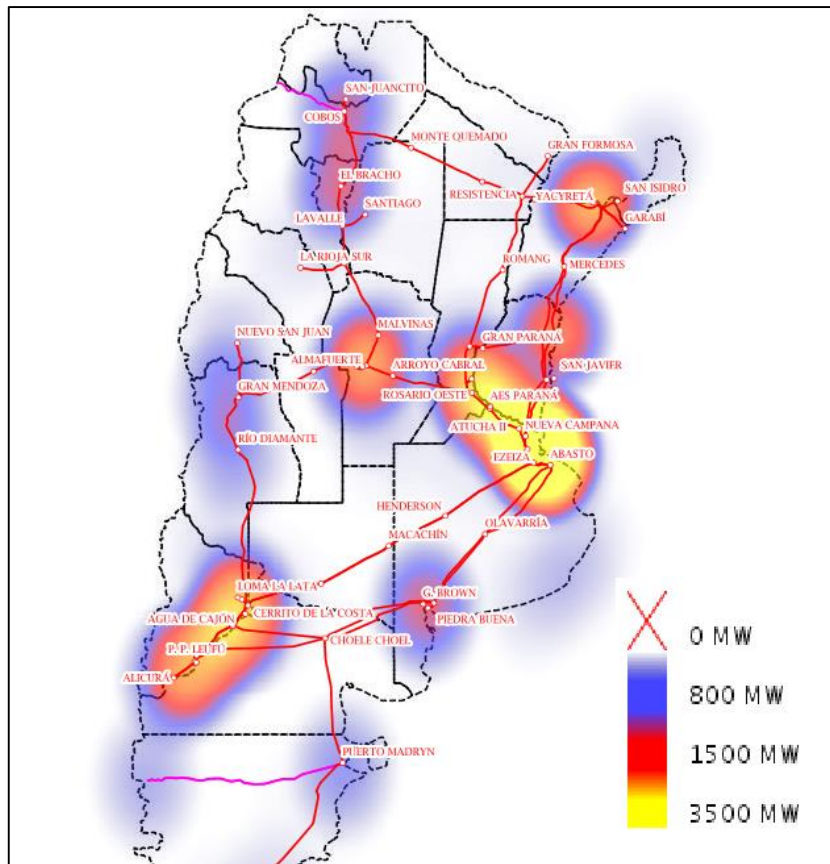 SAN-JUANCITO
COBOS
MONTE QUEMADO
GRAN FORMOSA
EL BRACHO
RESISTENCIA
YACYRETÁ
SAN ISIDRO
SANTIAGO
LAVALLE
GARABÍ
LA RIOJA SUR
ROMANG
MERCEDES
NUEVO SAN JUAN
MALVINAS
GRAN PARANÁ
ALMAFUERTE
ARROYO CABRAL
SAN-JAVIER
GRAN MENDOZA
ROSARIO OESTE
AES PARANÁ
ATUCHA II
NUEVA CAMPANA
RÍO DIAMANTE
EZEIZA
ABASTO
HENDERSON
OLAVARRÍA
MACACHÍN
LOMA LA LATA
G. BROWN
AGUA DE CAJÓN
CERRITO DE LA COSTA
PIEDRA BUENA
P. P. LEUFÚ
CHOELE CHOEL
ALICURÁ
PUERTO MADRYN
0 MW
800 MW
1500 MW
3500 MW